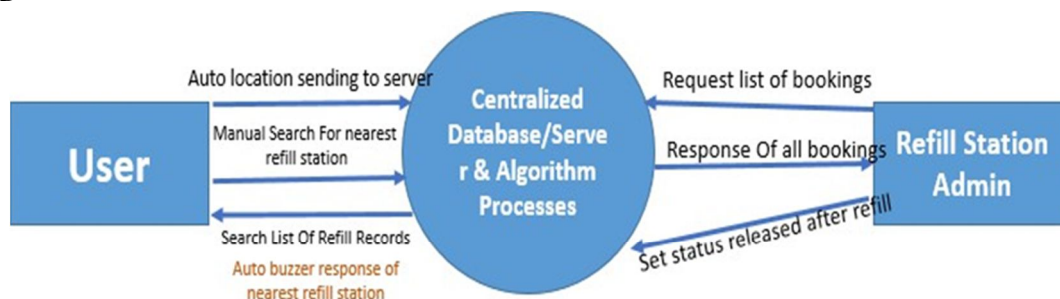 Auto location sending to server
Manual Search For nearest
refill station
Search List Of Refill Records
Auto buzzer response of
nearest refill station
User
Centralized
Database/Serve
r & Algorithm
Processes
Request list of bookings
Response Of all bookings
Set status released after refill
Refill Station
Admin